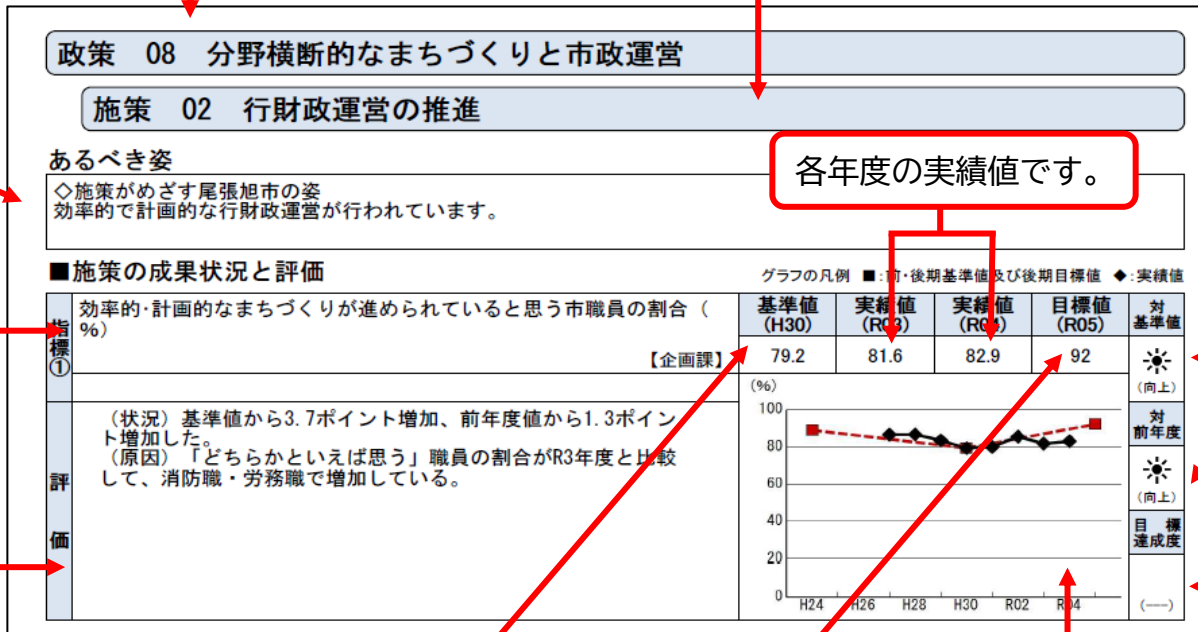 政策　08　分野横断的なまちづくりと市政運営
施策　02　行財政運営の推進
あるべき姿
◇施策がめざす尾張旭市の姿
効率的で計画的な行財政運営が行われています。
各年度の実績値です。
■施策の成果状況と評価
グラフの凡例 ■:前・後期基準値及び後期目標値 ◆:実績値
指標①
効率的・計画的なまちづくりが進められていると思う市職員の割合（
%）
【企画課】
基準値 実績値 実績値 目標値 対
(H30) (R03) (R04) (R05) 基準値
79.2 81.6 82.9 92
(向上)
評価
（状況）基準値から3.7ポイント増加、前年度値から1.3ポイン
ト増加した。
（原因）「どちらかといえば思う」職員の割合がR3年度と比較
して、消防職・労務職で増加している。
(%)
100
80
60
40
20
0
H24 H26 H28 H30 R02 R04
対
前年度
(向上)
目　標
達成度
(---)